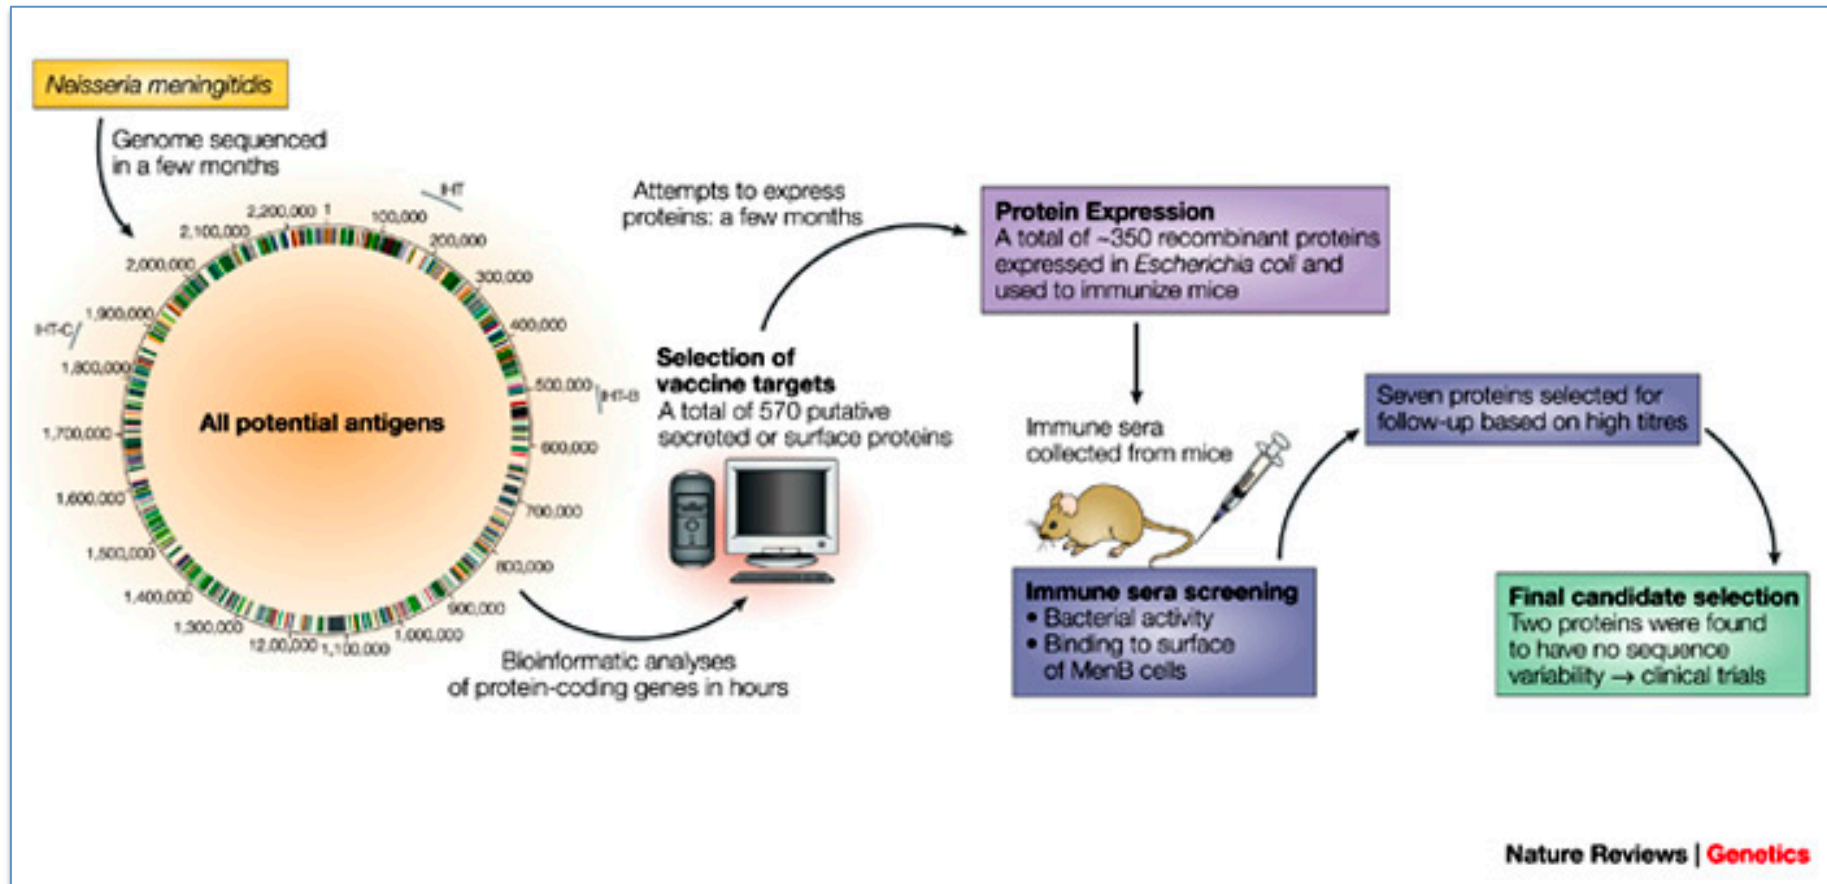 Neisseria meningitidis
Genome sequenced
in a few months
IHT
2,200,000
1
100,000
2,100,000
200,000
2,000,000
300,000
1,900,000
IHT-C
400,000
1,800,000
500,000
IHT-B
All potential antigens
1,700,000
600,000
1,600,000
700,000
1,500,000
800,000
1,400,000
900,000
1,300,000
1,000,000
12,00,000
1,100,000
Bioinformatic analyses
of protein-coding genes in hours
Selection of
vaccine targets
A total of 570 putative
secreted or surface proteins
Attempts to express
proteins: a few months
Protein Expression
A total of ~350 recombinant proteins
expressed in Escherichia coli and
used to immunize mice
Immune sera
collected from mice
Immune sera screening
• Bacterial activity
• Binding to surface
of MenB cells
Seven proteins selected for
follow-up based on high titres
Final candidate selection
Two proteins were found
to have no sequence
variability → clinical trials
Nature Reviews | Genetics